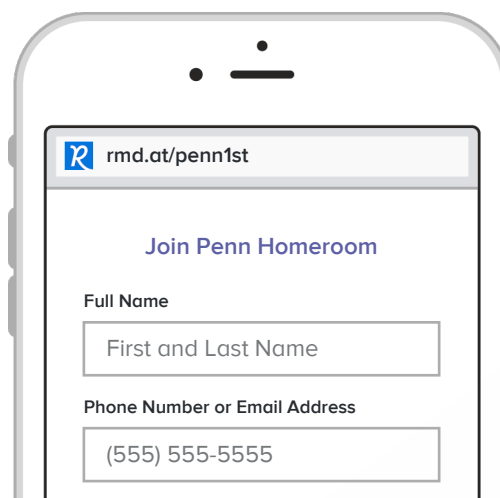 rmd.at/penn1st
Join Penn Homeroom
Full Name
First and Last Name
Phone Number or Email Address
(555) 555-5555